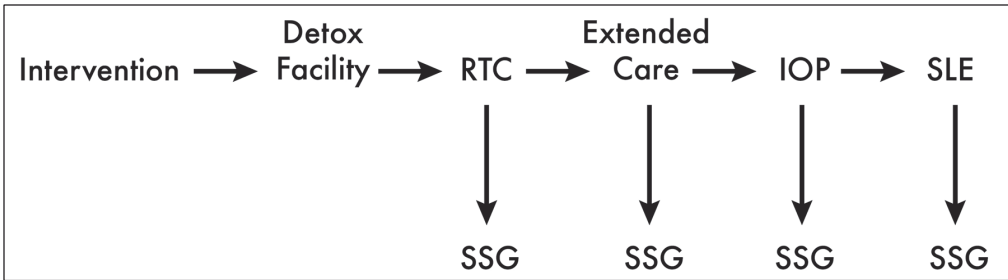 Intervention
Detox
Facility
RTC
Extended
Care
IOP
SLE
SSG
SSG
SSG
SSG